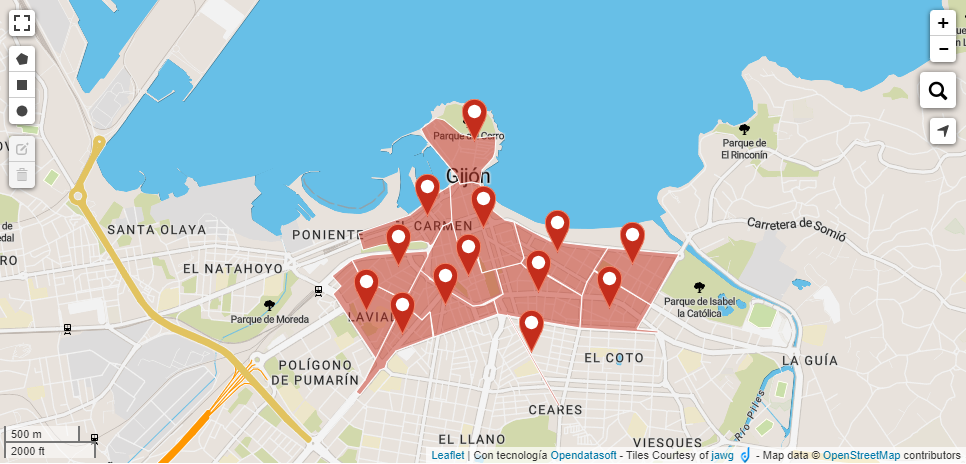 +
−
Parque del Cerro
Gijón
Parque de
El Rinconín
SANTA OLAYA
PONIENTE
EL CARMEN
Carretera de Somió
EL NATAHOYO
Parque de Moreda
LAVIADA
Parque de Isabel
la Católica
POLÍGONO
DE PUMARÍN
EL COTO
LA GUÍA
CEARES
Río Piles
EL LLANO
VIESQUES
500 m
2000 ft
Leaflet | Con tecnología Opendatasoft - Tiles Courtesy of jawg - Map data © OpenStreetMap contributors